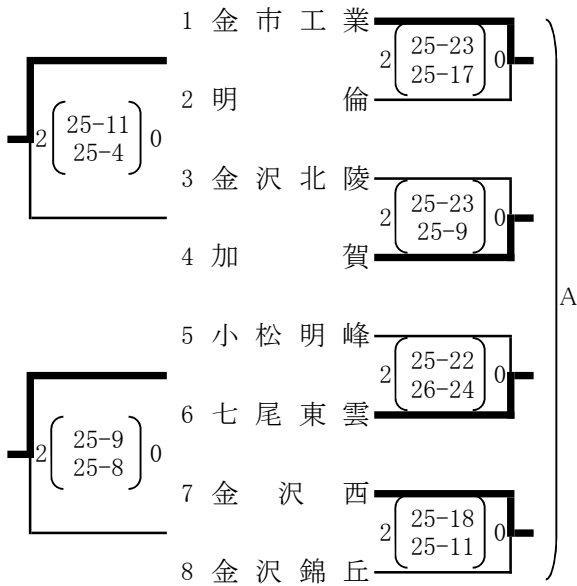 1 金市工業
2 25-23 0
25-17
2 明倫
2 25-11 0
25-4
3 金沢北陵
2 25-23 0
25-9
4 加賀
A
5 小松明峰
2 25-22 0
26-24
6 七尾東雲
2 25-9 0
25-8
7 金沢西
2 25-18 0
25-11
8 金沢錦丘